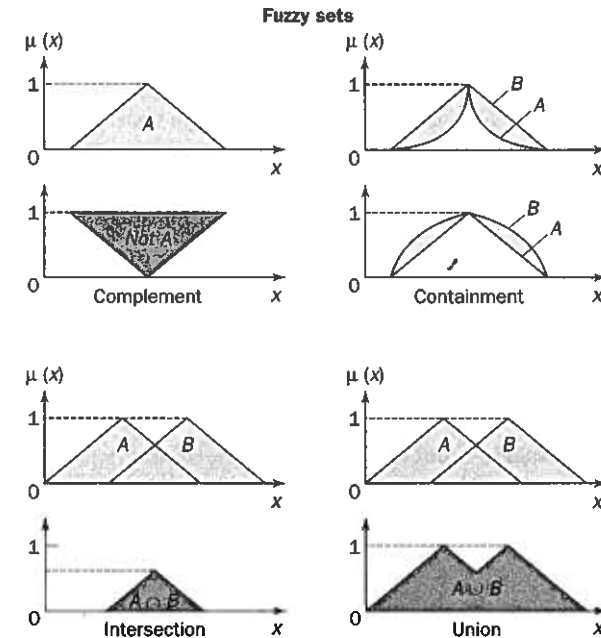 Fuzzy sets
μ (x)
1
A
0
x
1
Not A
0
Complement
x
μ (x)
1
B
A
0
x
1
B
A
0
Containment
x
μ (x)
1
A
B
0
x
1
A ∩ B
0
Intersection
x
μ (x)
1
A
B
0
x
1
A ∪ B
0
Union
x